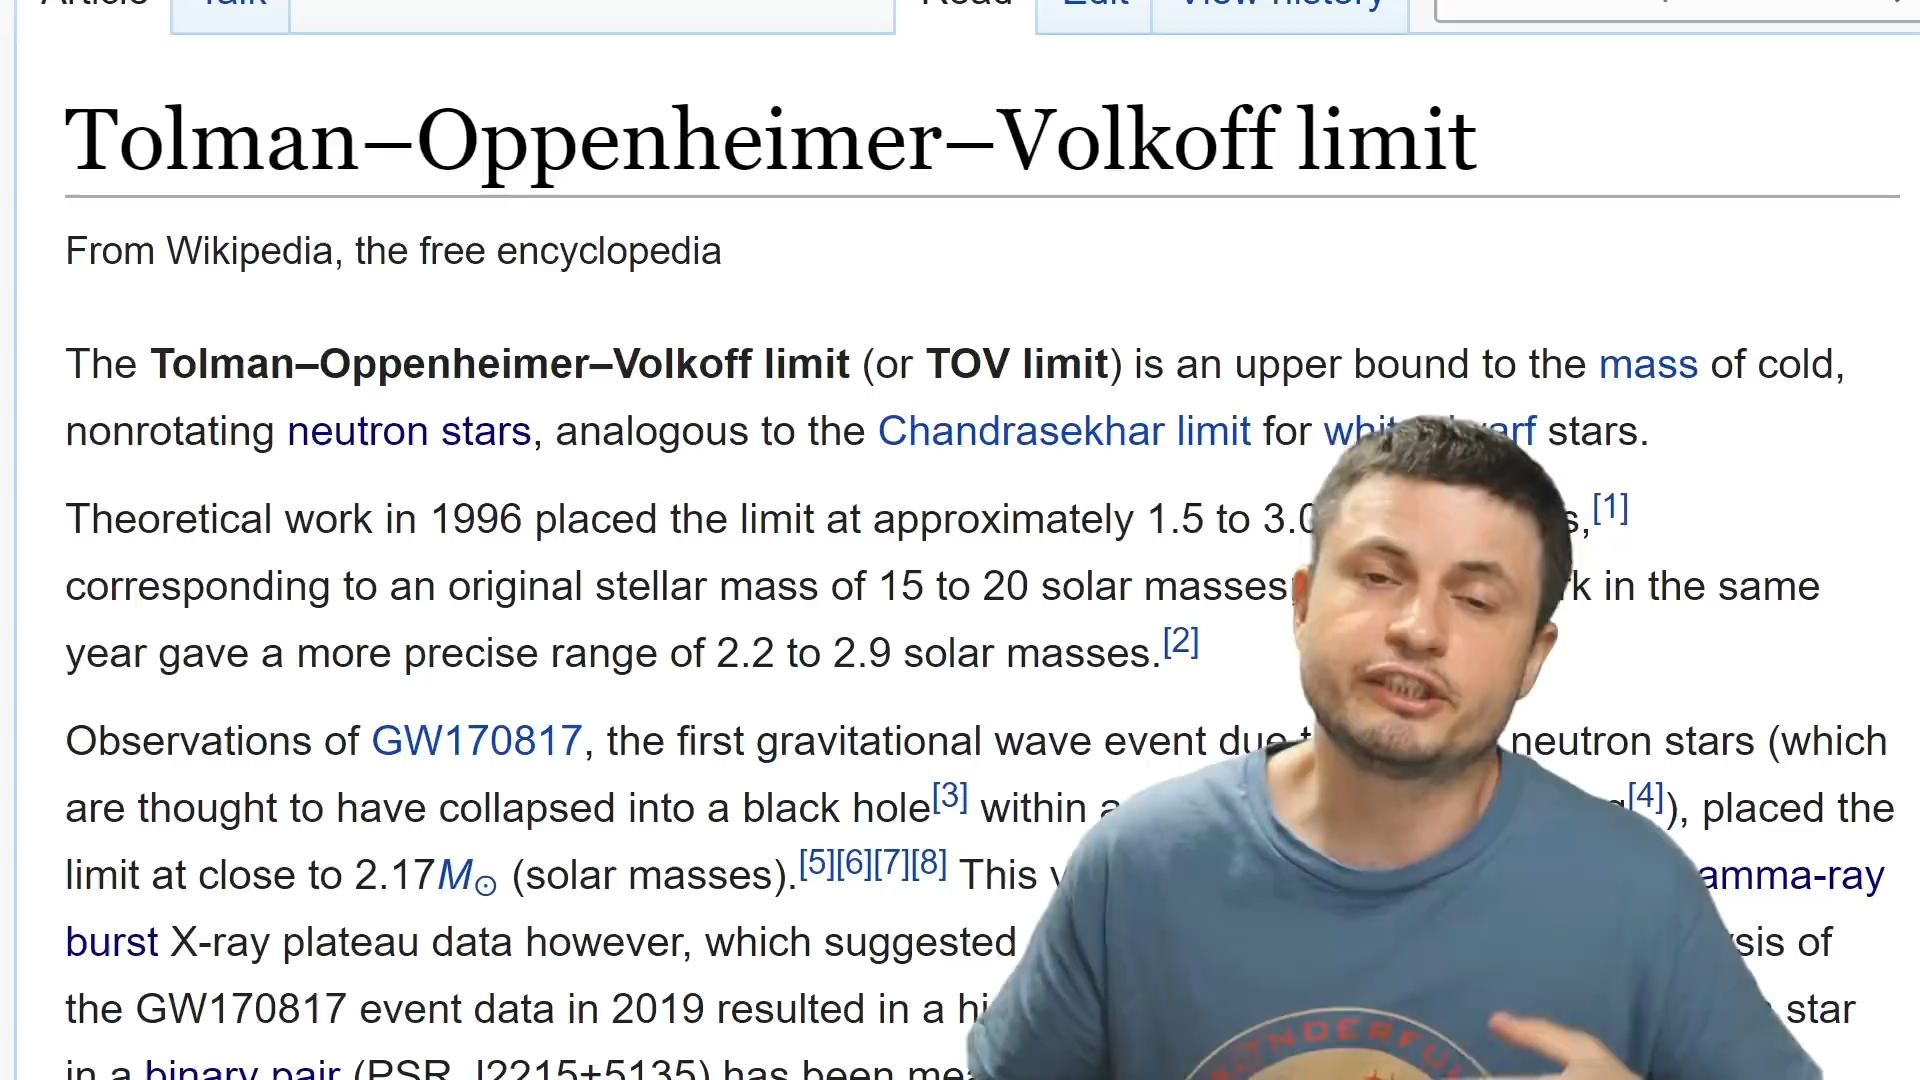 Article Talk Read Edit View history
Tolman–Oppenheimer–Volkoff limit
From Wikipedia, the free encyclopedia
The Tolman–Oppenheimer–Volkoff limit (or TOV limit) is an upper bound to the mass of cold,
nonrotating neutron stars, analogous to the Chandrasekhar limit for stars.
Theoretical work in 1996 placed the limit at approximately 1.5 to [1]
corresponding to an original stellar mass of 15 to 20 solar masses in the same
year gave a more precise range of 2.2 to 2.9 solar masses.[2]
Observations of GW170817, the first gravitational wave event due neutron stars (which
are thought to have collapsed into a black hole[3] within [4]), placed the
limit at close to 2.17M☉ (solar masses).[5][6][7][8] This
burst X-ray plateau data however, which suggested of
the GW170817 event data in 2019 resulted in a star
in a binary pair (PSR J2215+5135) has been